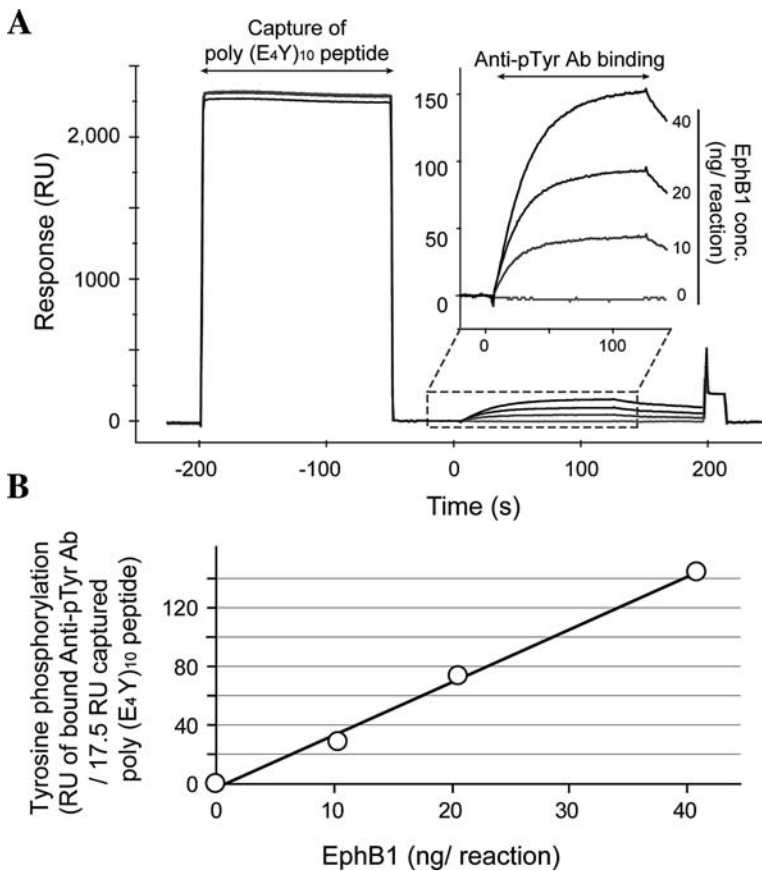 A
Capture of
poly (E4Y)10 peptide
Anti-pTyr Ab binding
Response (RU)
2,000
1000
0
150
100
50
0
0
100
40
20
10
0
EphB1 conc.
(ng/ reaction)
-200
-100
0
100
200
Time (s)
B
Tyrosine phosphorylation
(RU of bound Anti-pTyr Ab
/ 17.5 RU captured
poly (E4 Y)10 peptide)
120
80
40
0
0
10
20
30
40
EphB1 (ng/ reaction)